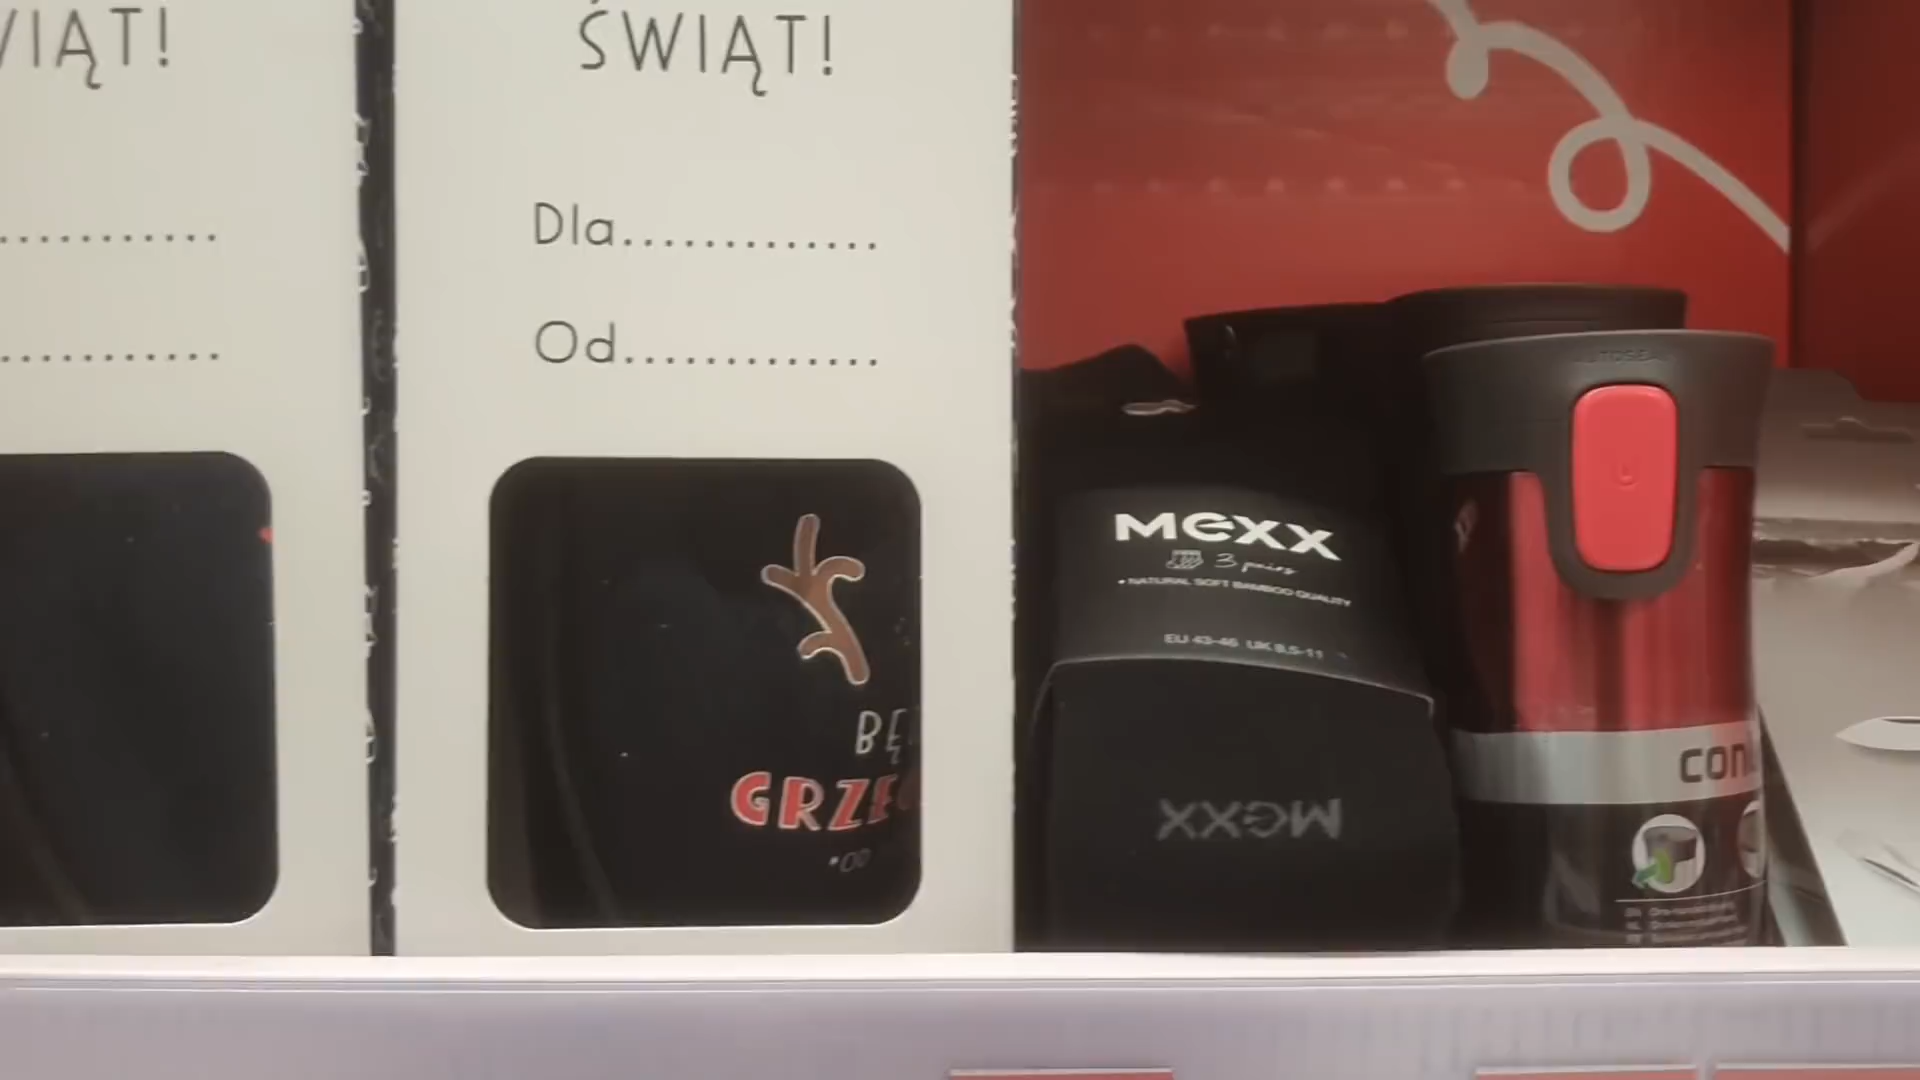 ŚWIĄT!
Dla.............
Od.............
BĘ
GRZE
MEXX
3 pairs
• NATURAL SOFT BAMBOO QUALITY
EU 43-46 UK 8.5-11
MEXX
AUTOSEAL
con